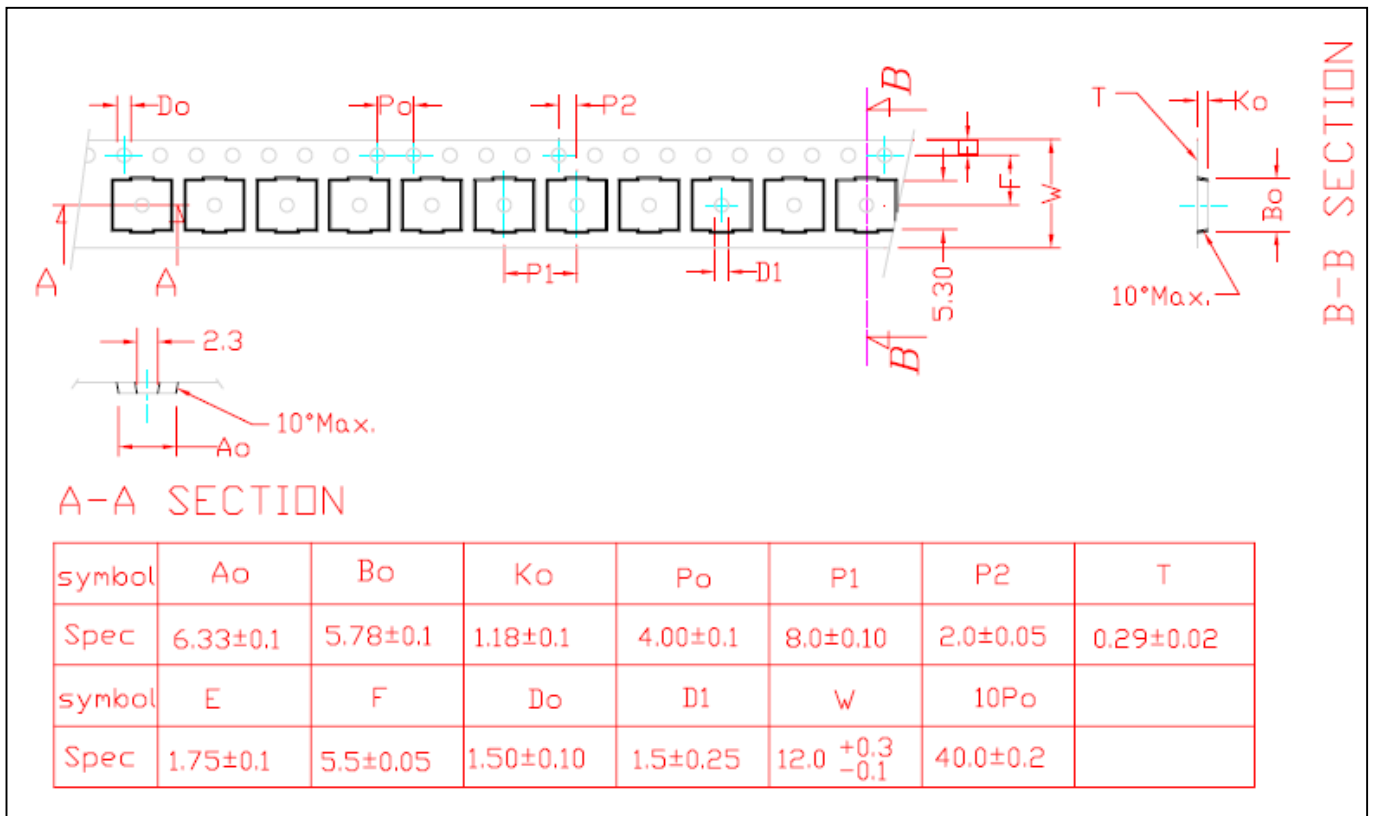 Do
Po
P2
B
E
F
W
A
A
P1
D1
5.30
B
T
Ko
Bo
10°Max.
B-B SECTION
2.3
10°Max.
Ao
A-A SECTION
symbol Ao Bo Ko Po P1 P2 T
Spec 6.33±0.1 5.78±0.1 1.18±0.1 4.00±0.1 8.0±0.10 2.0±0.05 0.29±0.02
symbol E F Do D1 W 10Po
Spec 1.75±0.1 5.5±0.05 1.50±0.10 1.5±0.25 12.0 +0.3 -0.1 40.0±0.2